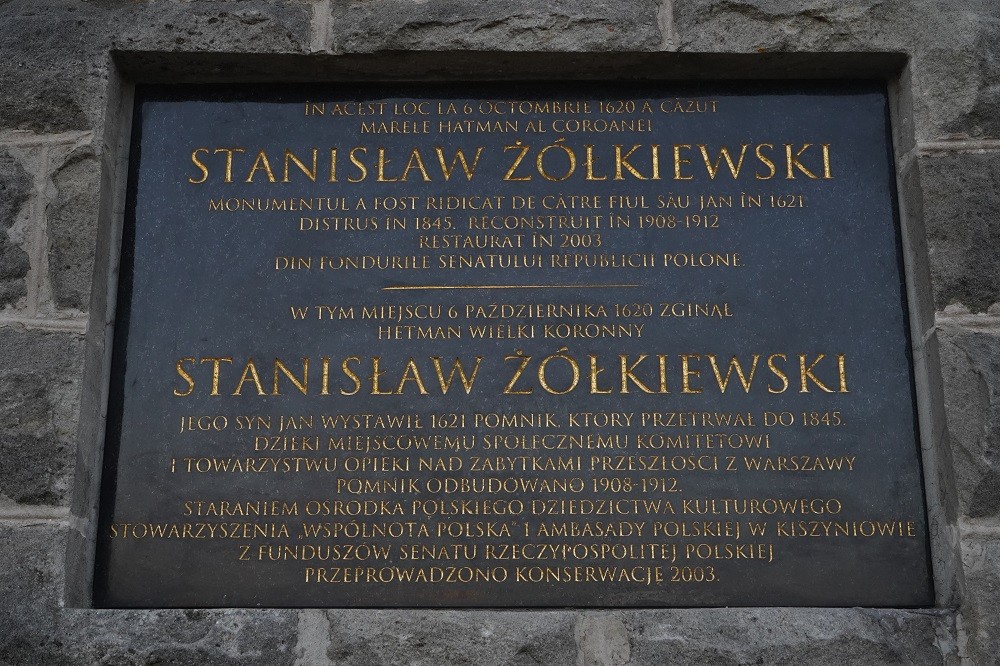 ÎN ACEST LOC LA 6 OCTOMBRIE 1620 A CĂZUT
MARELE HATMAN AL COROANEI
STANISŁAW ŻÓŁKIEWSKI
MONUMENTUL A FOST RIDICAT DE CĂTRE FIUL SĂU JAN ÎN 1621.
DISTRUS IN 1845. RECONSTRUIT ÎN 1908-1912
RESTAURAT ÎN 2003
DIN FONDURILE SENATULUI REPUBLICII POLONE.
W TYM MIEJSCU 6 PAŹDZIERNIKA 1620 ZGINĄŁ
HETMAN WIELKI KORONNY
STANISŁAW ŻÓŁKIEWSKI
JEGO SYN JAN WYSTAWIŁ 1621 POMNIK, KTÓRY PRZETRWAŁ DO 1845.
DZIĘKI MIEJSCOWEMU SPOŁECZNEMU KOMITETOWI
I TOWARZYSTWU OPIEKI NAD ZABYTKAMI PRZESZŁOŚCI Z WARSZAWY
POMNIK ODBUDOWANO 1908-1912.
STARANIEM OŚRODKA POLSKIEGO DZIEDZICTWA KULTUROWEGO
STOWARZYSZENIA „WSPÓLNOTA POLSKA" I AMBASADY POLSKIEJ W KISZYNIOWIE
Z FUNDUSZÓW SENATU RZECZYPOSPOLITEJ POLSKIEJ
PRZEPROWADZONO KONSERWACJE 2003.